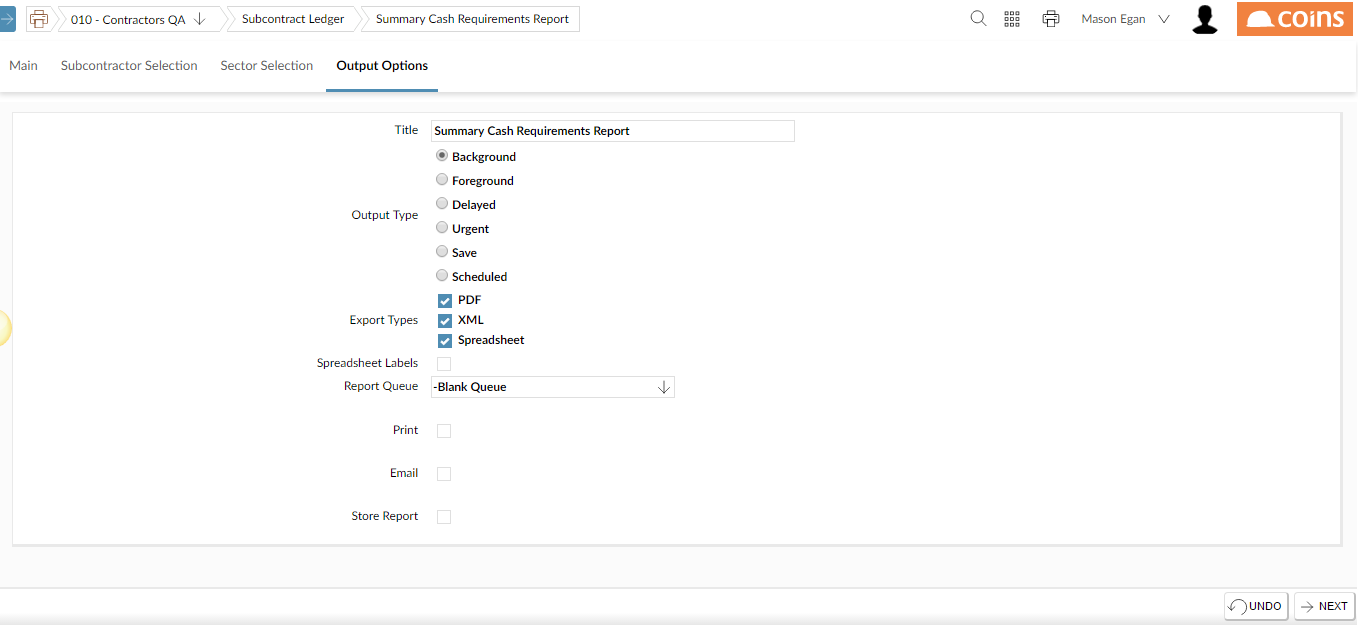 010 - Contractors QA
Subcontract Ledger
Summary Cash Requirements Report
Mason Egan
coins
Main
Subcontractor Selection
Sector Selection
Output Options
Title
Summary Cash Requirements Report
Output Type
Background
Foreground
Delayed
Urgent
Save
Scheduled
Export Types
PDF
XML
Spreadsheet
Spreadsheet Labels
Report Queue
-Blank Queue
Print
Email
Store Report
UNDO
NEXT